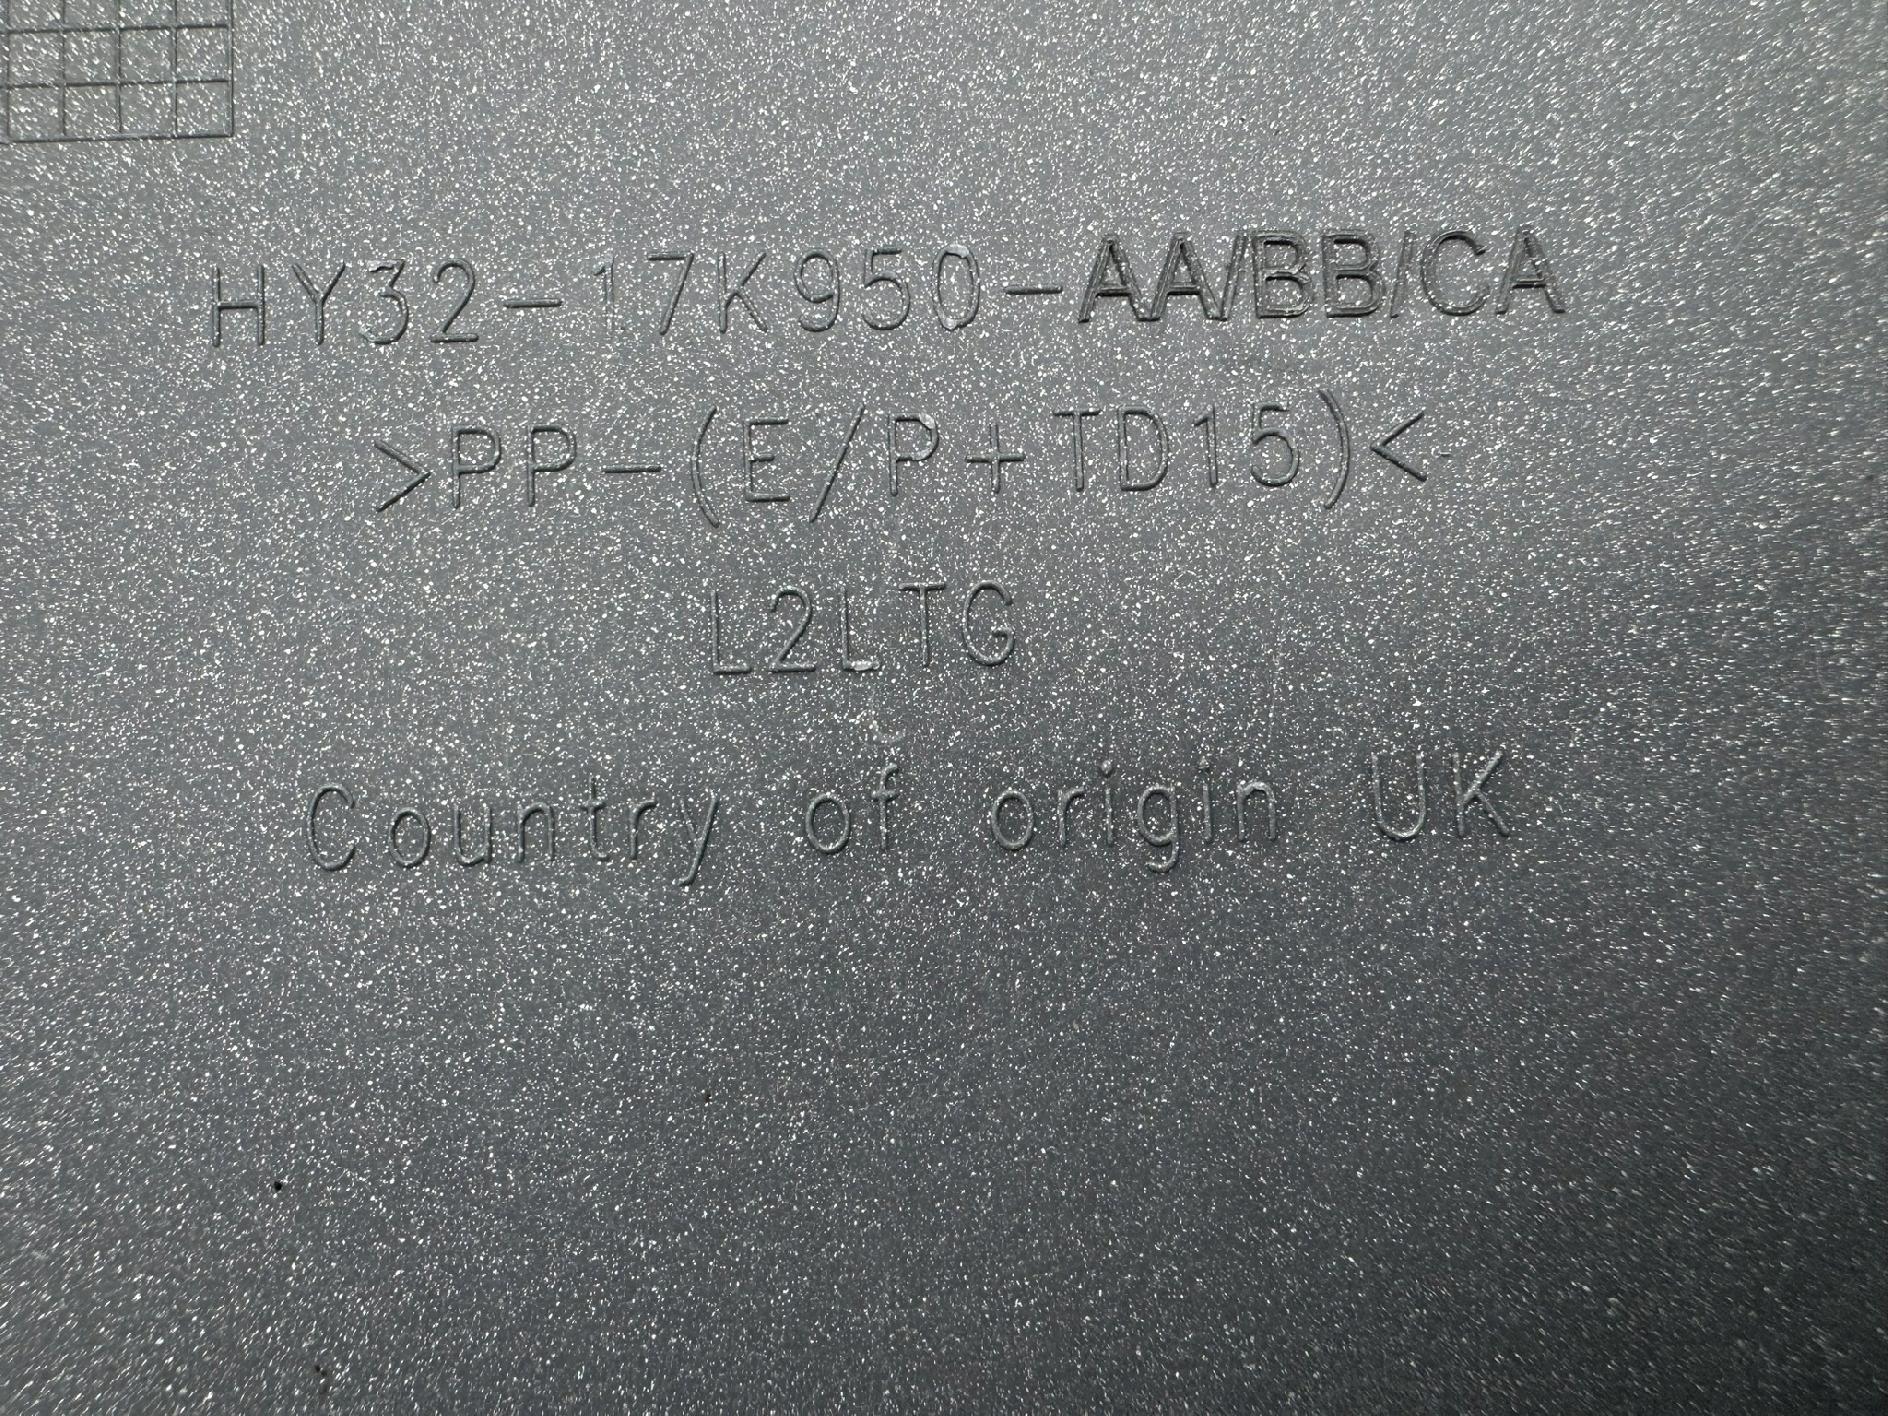 HY32-17K950-AA/BB/CA
>PP-(E/P+TD15)<
L2LTG
Country of origin UK